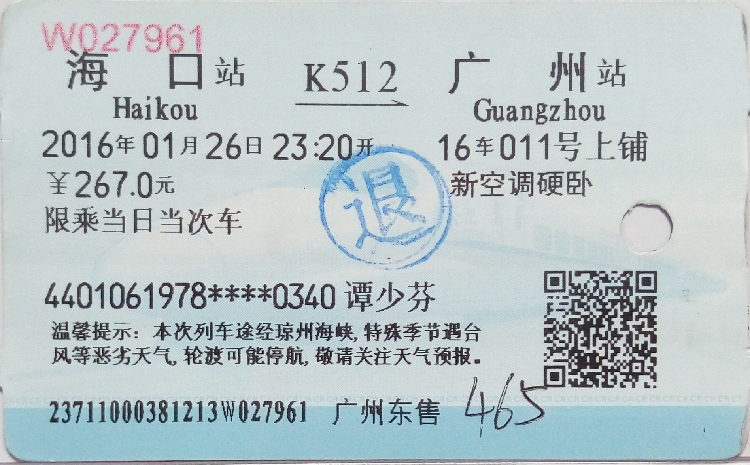 W027961
海口站 K512 广州站
Haikou Guangzhou
2016年01月26日23:20开 16车011号上铺
￥267.0元 新空调硬卧
限乘当日当次车
退
4401061978****0340 谭少芬
温馨提示：本次列车途经琼州海峡,特殊季节遇台
风等恶劣天气,轮渡可能停航,敬请关注天气预报。
23711000381213W027961 广州东售 465